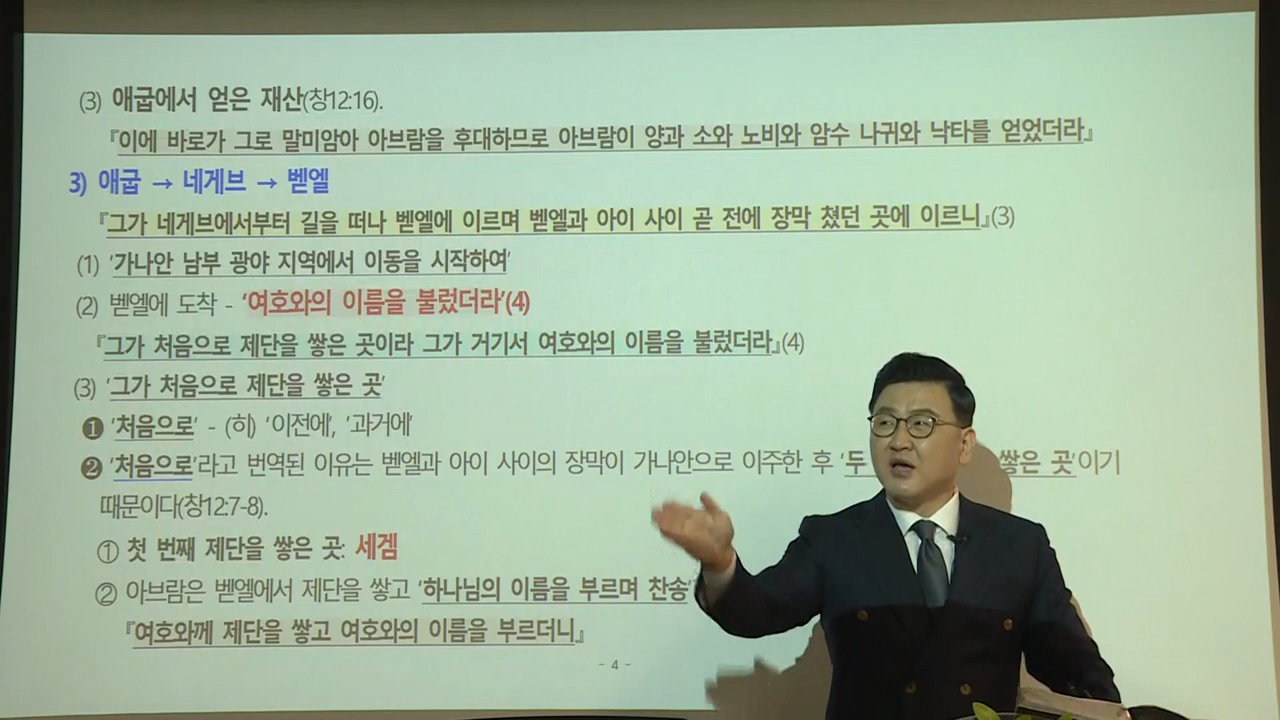 (3) 애굽에서 얻은 재산(창12:16).
『이에 바로가 그로 말미암아 아브람을 후대하므로 아브람이 양과 소와 노비와 암수 나귀와 낙타를 얻었더라』
3) 애굽 → 네게브 → 벧엘
『그가 네게브에서부터 길을 떠나 벧엘에 이르며 벧엘과 아이 사이 곧 전에 장막 쳤던 곳에 이르니』(3)
(1) '가나안 남부 광야 지역에서 이동을 시작하여'
(2) 벧엘에 도착 - '여호와의 이름을 불렀더라'(4)
『그가 처음으로 제단을 쌓은 곳이라 그가 거기서 여호와의 이름을 불렀더라』(4)
(3) '그가 처음으로 제단을 쌓은 곳'
❶ '처음으로' - (히) '이전에', '과거에'
❷ '처음으로'라고 번역된 이유는 벧엘과 아이 사이의 장막이 가나안으로 이주한 후 '두 쌓은 곳'이기
때문이다(창12:7-8).
① 첫 번째 제단을 쌓은 곳: 세겜
② 아브람은 벧엘에서 제단을 쌓고 '하나님의 이름을 부르며 찬송'
『여호와께 제단을 쌓고 여호와의 이름을 부르더니』
- 4 -